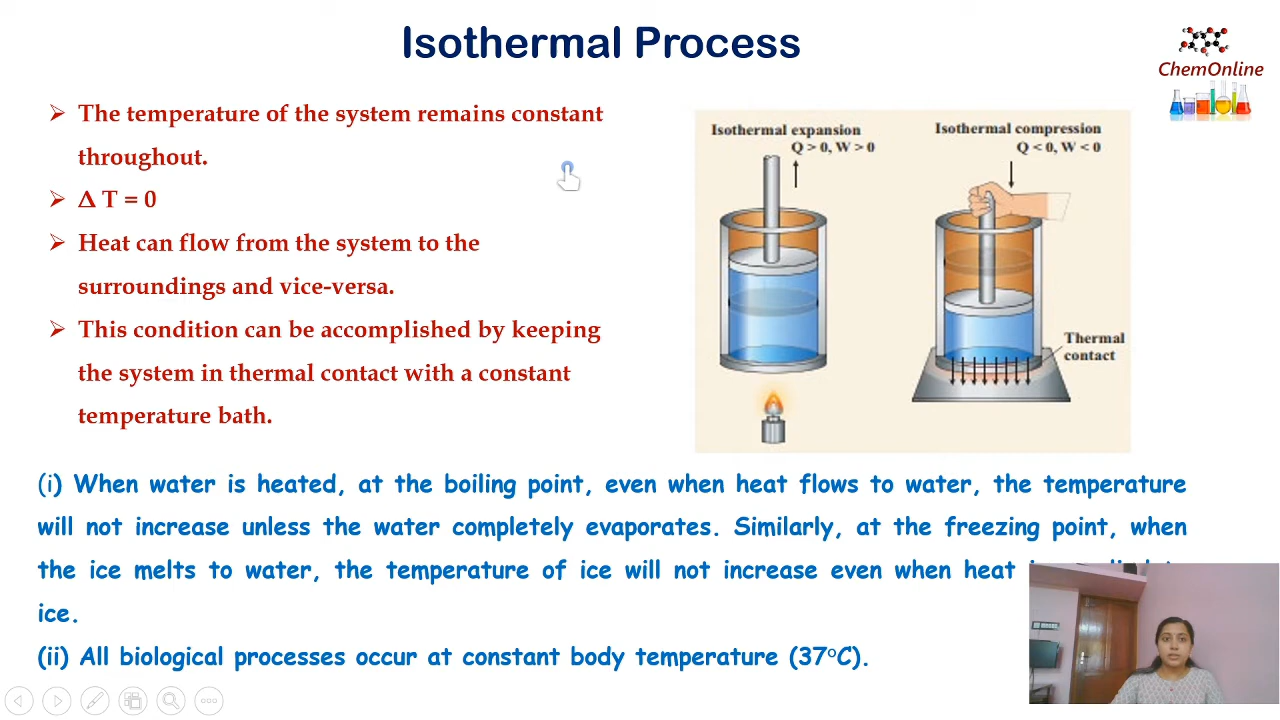 Isothermal Process
ChemOnline
➢ The temperature of the system remains constant
throughout.
➢ Δ T = 0
➢ Heat can flow from the system to the
surroundings and vice-versa.
➢ This condition can be accomplished by keeping
the system in thermal contact with a constant
temperature bath.
Isothermal expansion
Q > 0, W > 0
Isothermal compression
Q < 0, W < 0
Thermal
contact
(i) When water is heated, at the boiling point, even when heat flows to water, the temperature
will not increase unless the water completely evaporates. Similarly, at the freezing point, when
the ice melts to water, the temperature of ice will not increase even when heat
ice.
(ii) All biological processes occur at constant body temperature (37°C).